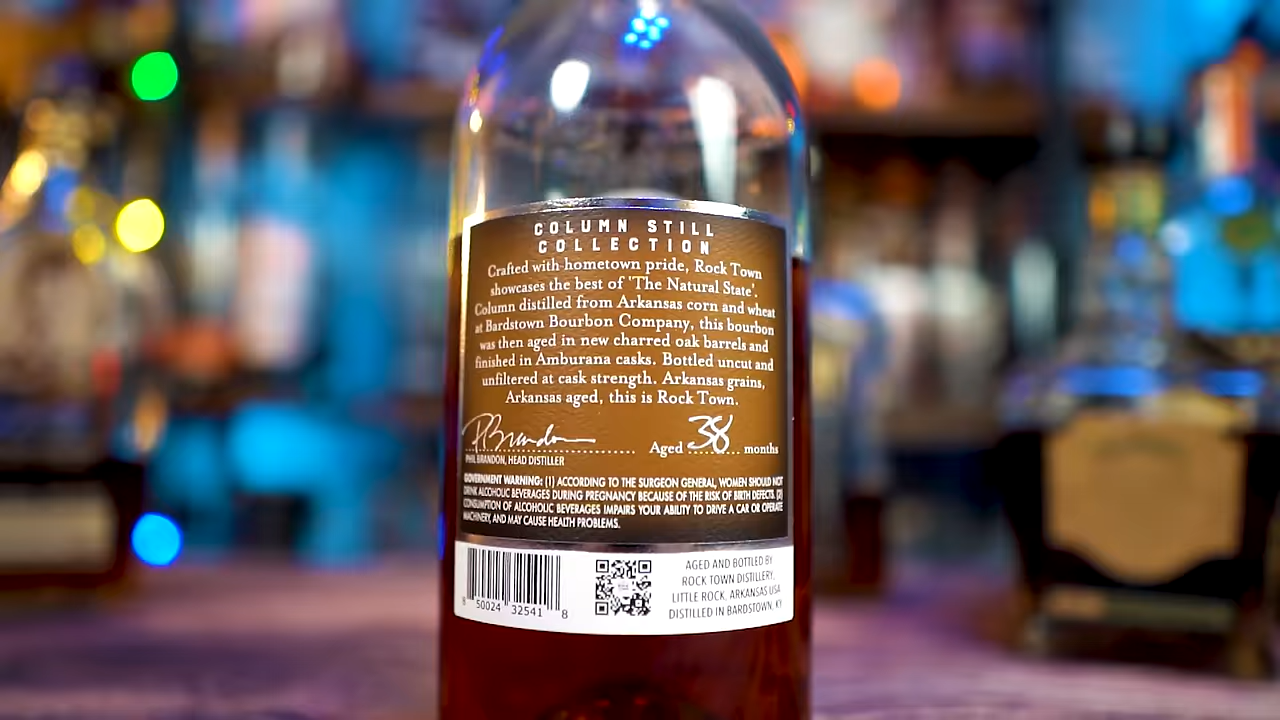 COLUMN STILL
COLLECTION
Crafted with hometown pride, Rock Town
showcases the best of 'The Natural State'.
Column distilled from Arkansas corn and wheat
at Bardstown Bourbon Company, this bourbon
was then aged in new charred oak barrels and
finished in Amburana casks. Bottled uncut and
unfiltered at cask strength. Arkansas grains,
Arkansas aged, this is Rock Town.
PBrandon
Aged 38 months
PHIL BRANDON, HEAD DISTILLER
GOVERNMENT WARNING: (1) ACCORDING TO THE SURGEON GENERAL, WOMEN SHOULD NOT
DRINK ALCOHOLIC BEVERAGES DURING PREGNANCY BECAUSE OF THE RISK OF BIRTH DEFECTS. (2)
CONSUMPTION OF ALCOHOLIC BEVERAGES IMPAIRS YOUR ABILITY TO DRIVE A CAR OR OPERATE
MACHINERY, AND MAY CAUSE HEALTH PROBLEMS.
50024 32541 8
AGED AND BOTTLED BY
ROCK TOWN DISTILLERY,
LITTLE ROCK, ARKANSAS USA
DISTILLED IN BARDSTOWN, KY